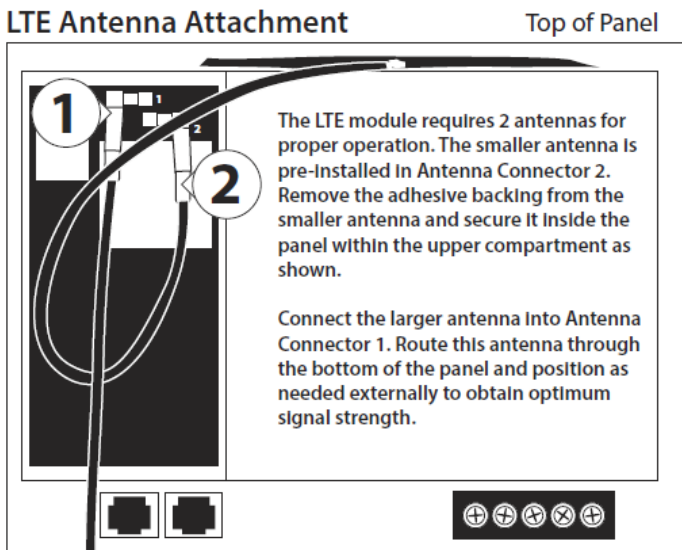 LTE Antenna Attachment
Top of Panel
1
1
2
2
The LTE module requires 2 antennas for
proper operation. The smaller antenna is
pre-installed in Antenna Connector 2.
Remove the adhesive backing from the
smaller antenna and secure it inside the
panel within the upper compartment as
shown.
Connect the larger antenna into Antenna
Connector 1. Route this antenna through
the bottom of the panel and position as
needed externally to obtain optimum
signal strength.